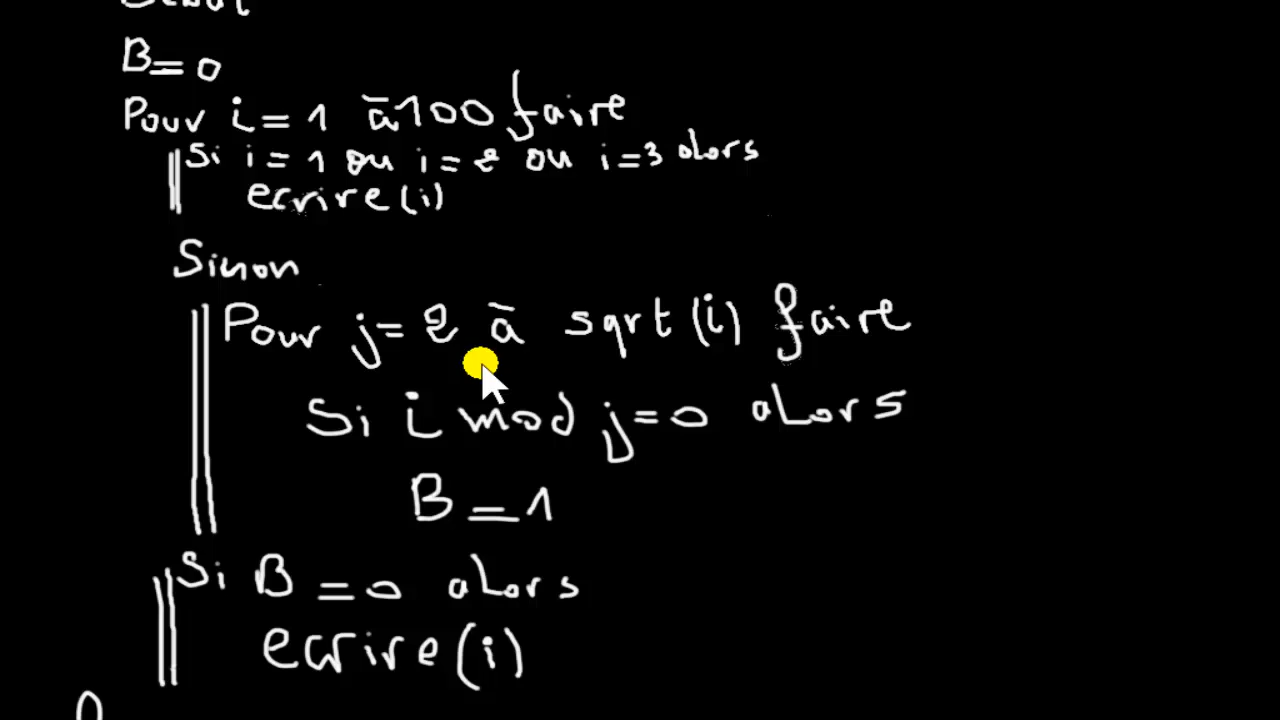 Début
B=0
Pour i=1 à 100 faire
Si i=1 ou i=2 ou i=3 alors
ecrire(i)
Sinon
Pour j=2 à sqrt(i) faire
Si i mod j=0 alors
B=1
Si B=0 alors
ecrire(i)